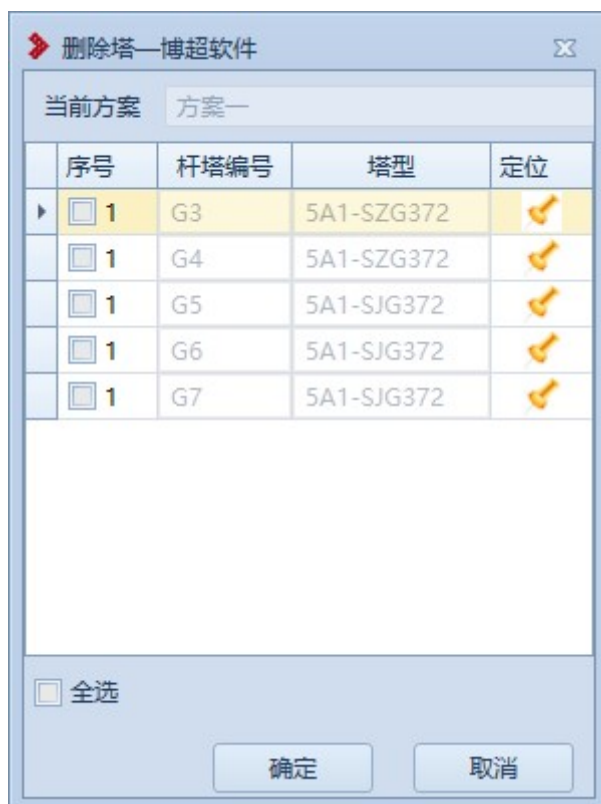 删除塔—博超软件
当前方案 方案一
序号 杆塔编号 塔型 定位
1 G3 5A1-SZG372
1 G4 5A1-SZG372
1 G5 5A1-SJG372
1 G6 5A1-SJG372
1 G7 5A1-SJG372
全选
确定 取消